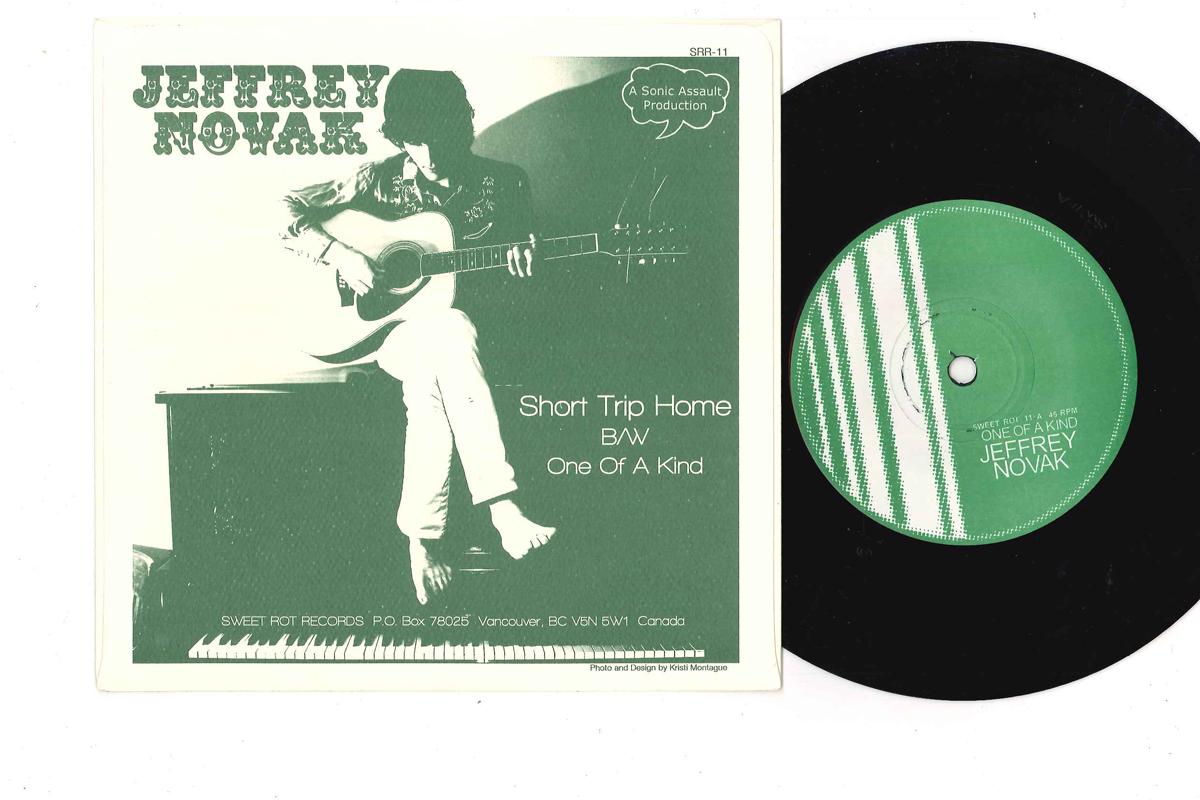 SRR-11
JEFFREY
NOVAK
A Sonic Assault
Production
Short Trip Home
B/W
One Of A Kind
SWEET ROT RECORDS P.O. Box 78025 Vancouver, BC V5N 5W1 Canada
Photo and Design by Kristi Montague
SWEET ROT 11-A 45 RPM
ONE OF A KIND
JEFFREY
NOVAK